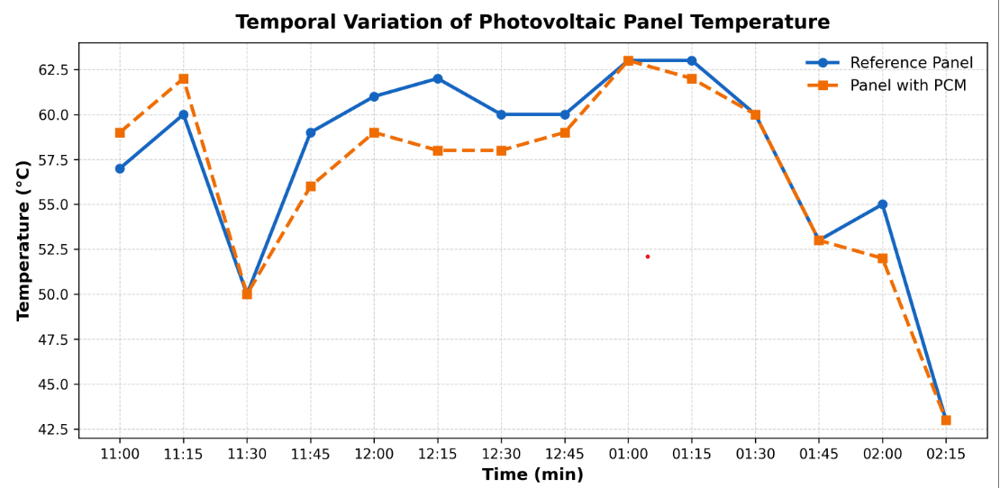 Temporal Variation of Photovoltaic Panel Temperature
Reference Panel
Panel with PCM
Temperature (°C)
62.5
60.0
57.5
55.0
52.5
50.0
47.5
45.0
42.5
11:00 11:15 11:30 11:45 12:00 12:15 12:30 12:45 01:00 01:15 01:30 01:45 02:00 02:15
Time (min)